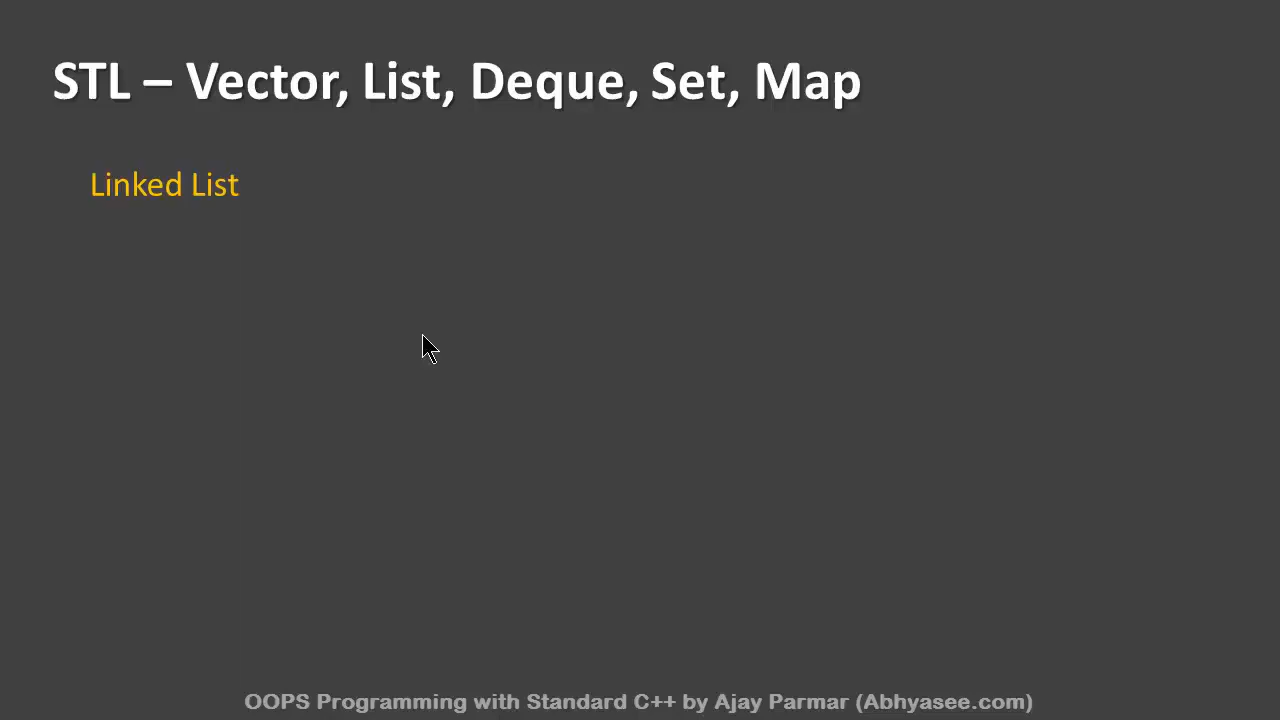 STL – Vector, List, Deque, Set, Map
Linked List
OOPS Programming with Standard C++ by Ajay Parmar (Abhyasee.com)